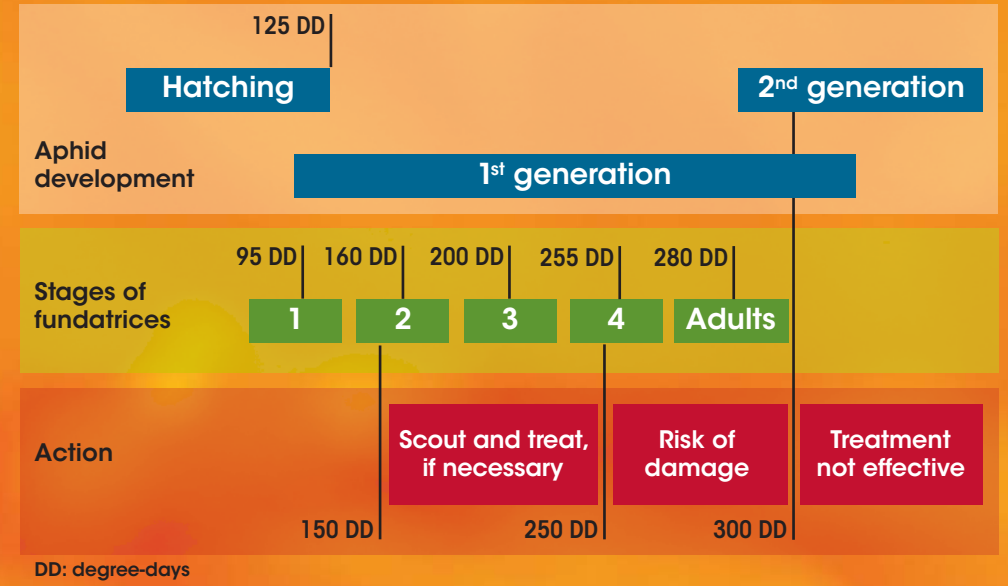 125 DD
Hatching
2nd generation
Aphid
development
1st generation
95 DD
160 DD
200 DD
255 DD
280 DD
Stages of
fundatrices
1
2
3
4
Adults
Action
Scout and treat,
if necessary
Risk of
damage
Treatment
not effective
150 DD
250 DD
300 DD
DD: degree-days